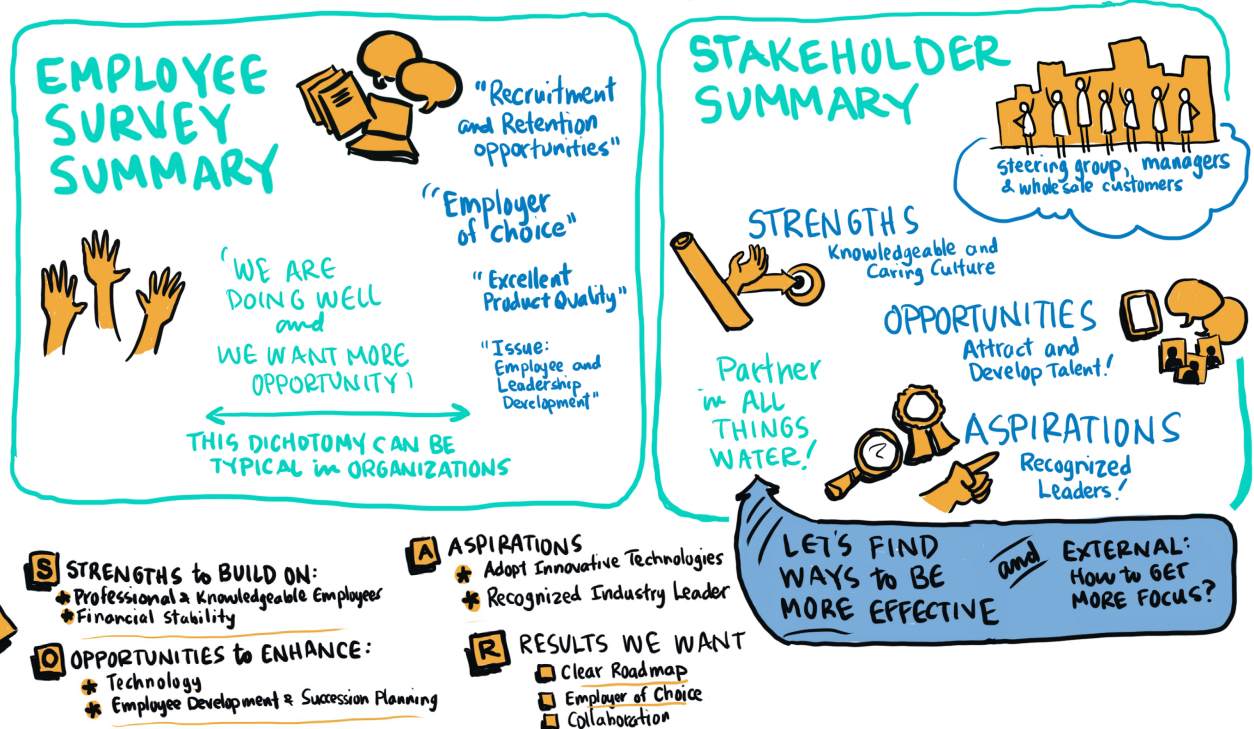 EMPLOYEE
SURVEY
SUMMARY
"Recruitment
and Retention
opportunities"
"Employer
of choice"
"Excellent
Product Quality"
"Issue:
Employee and
Leadership
Development"
"WE ARE
DOING WELL
and
WE WANT MORE
OPPORTUNITY)
THIS DICHOTOMY CAN BE
TYPICAL in ORGANIZATIONS
STAKEHOLDER
SUMMARY
steering group, managers
& wholesale customers
STRENGTHS
Knowledgeable and
Caring Culture
OPPORTUNITIES
Attract and
Develop Talent!
ASPIRATIONS
Recognized
Leaders!
Partner
in ALL
THINGS
WATER!
LET'S FIND
WAYS to BE
MORE EFFECTIVE
and
EXTERNAL:
HOW to GET
MORE FOCUS?
S STRENGTHS to BUILD ON:
* Professional & Knowledgeable Employees
* Financial Stability
O OPPORTUNITIES to ENHANCE:
* Technology
* Employee Development & Succession Planning
A ASPIRATIONS
* Adopt Innovative Technologies
* Recognized Industry Leader
R RESULTS WE WANT
Clear Roadmap
Employer of Choice
Collaboration